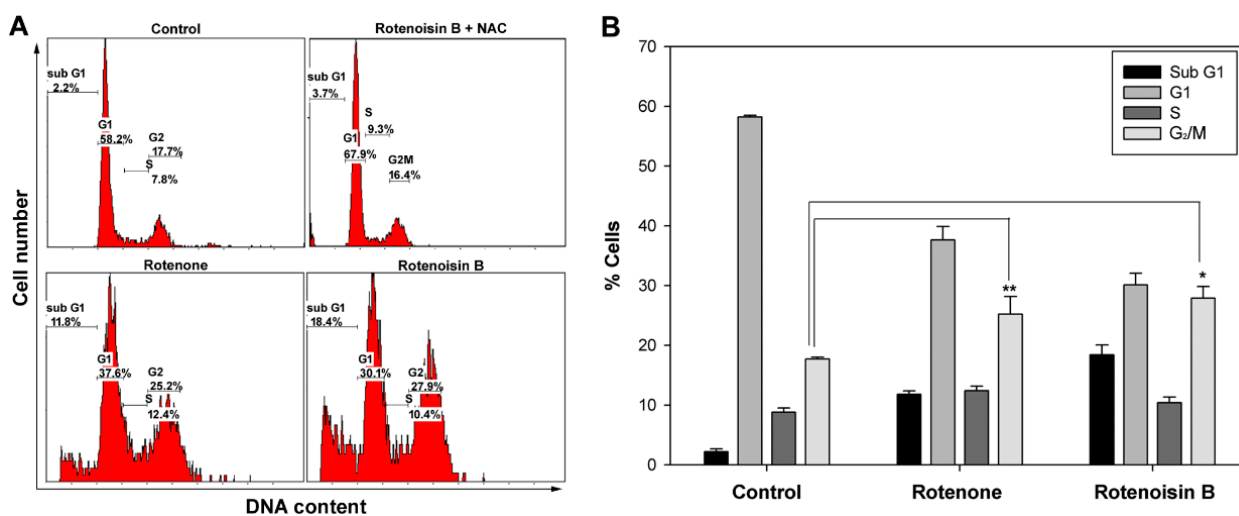 A
Control
sub G1
2.2%
G1
58.2%
G2
17.7%
S
7.8%
Rotenoisin B + NAC
sub G1
3.7%
S
9.3%
G1
67.9%
G2M
16.4%
Rotenone
sub G1
11.8%
G1
37.6%
G2
25.2%
S
12.4%
Rotenoisin B
sub G1
18.4%
G1
30.1%
G2
27.9%
S
10.4%
Cell number
DNA content
B
70
60
50
40
30
20
10
0
% Cells
Sub G1
G1
S
G₂/M
**
*
Control
Rotenone
Rotenoisin B